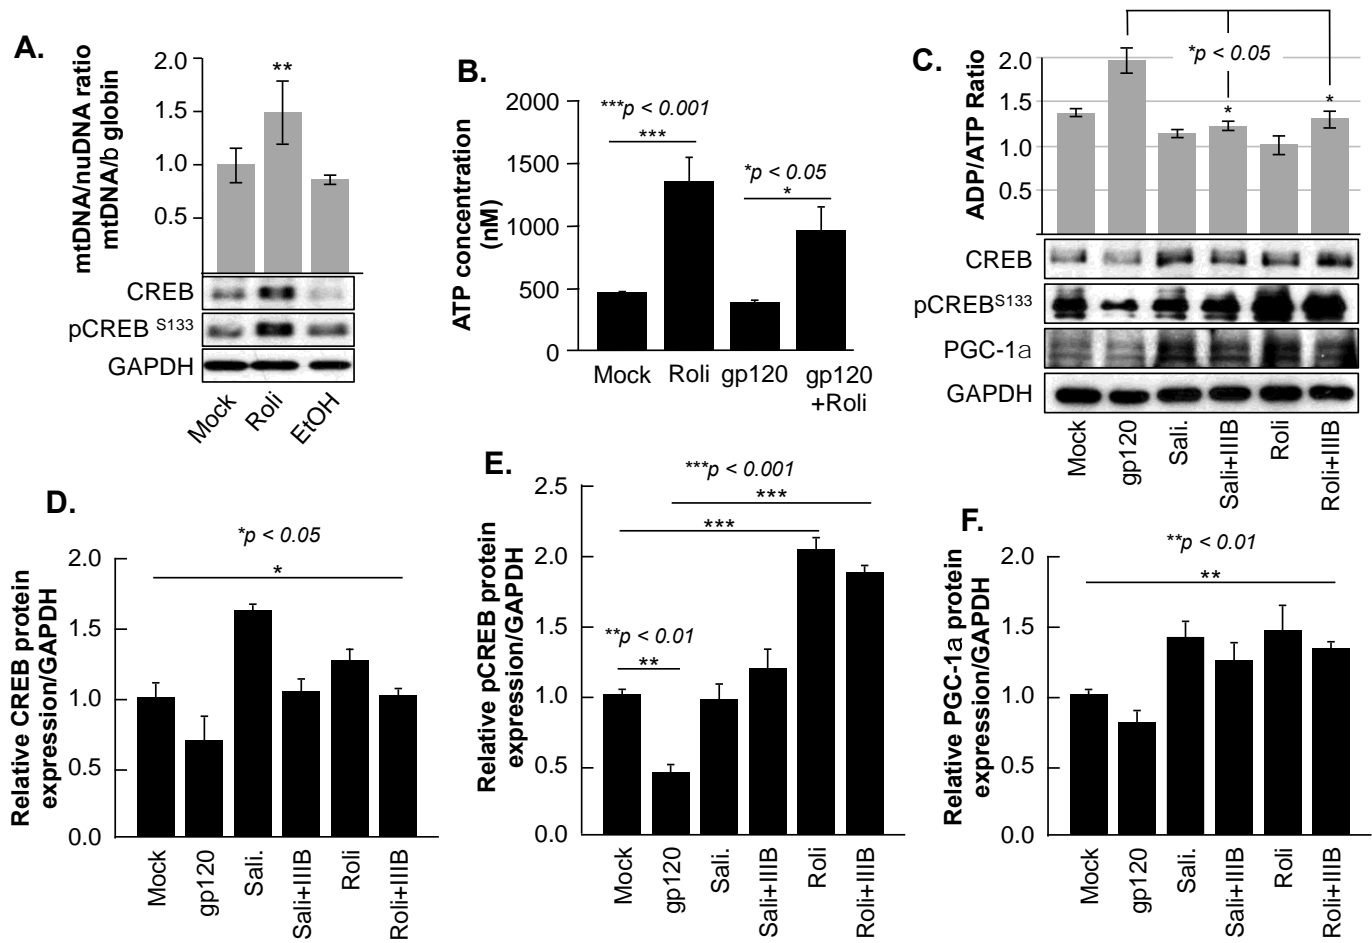 A.
mtDNA/nuDNA ratio
mtDNA/b globin
2.0
1.5
1.0
0.5
**
CREB
pCREB S133
GAPDH
Mock
Roli
EtOH
B.
ATP concentration
(nM)
2000
1500
1000
500
0
***p < 0.001
***
*p < 0.05
*
Mock
Roli
gp120
gp120
+Roli
C.
ADP/ATP Ratio
2.0
1.5
1.0
0.5
*p < 0.05
*
*
CREB
pCREBS133
PGC-1a
GAPDH
Mock
gp120
Sali.
Sali+IIIB
Roli
Roli+IIIB
D.
Relative CREB protein
expression/GAPDH
2.0
1.5
1.0
0.5
0.0
*p < 0.05
*
Mock
gp120
Sali.
Sali+IIIB
Roli
Roli+IIIB
E.
Relative pCREB protein
expression/GAPDH
2.5
2.0
1.5
1.0
0.5
0.0
***p < 0.001
***
***
**p < 0.01
**
Mock
gp120
Sali.
Sali+IIIB
Roli
Roli+IIIB
F.
Relative PGC-1a protein
expression/GAPDH
2.0
1.5
1.0
0.5
0.0
**p < 0.01
**
Mock
gp120
Sali.
Sali+IIIB
Roli
Roli+IIIB